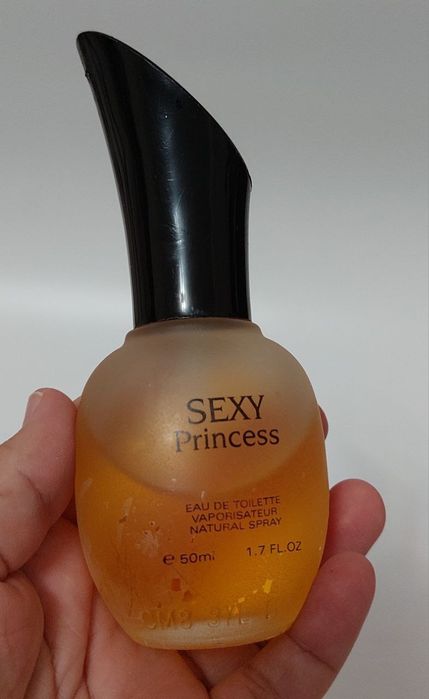 SEXY
Princess
EAU DE TOILETTE
VAPORISATEUR
NATURAL SPRAY
℮ 50ml 1.7 FL.OZ